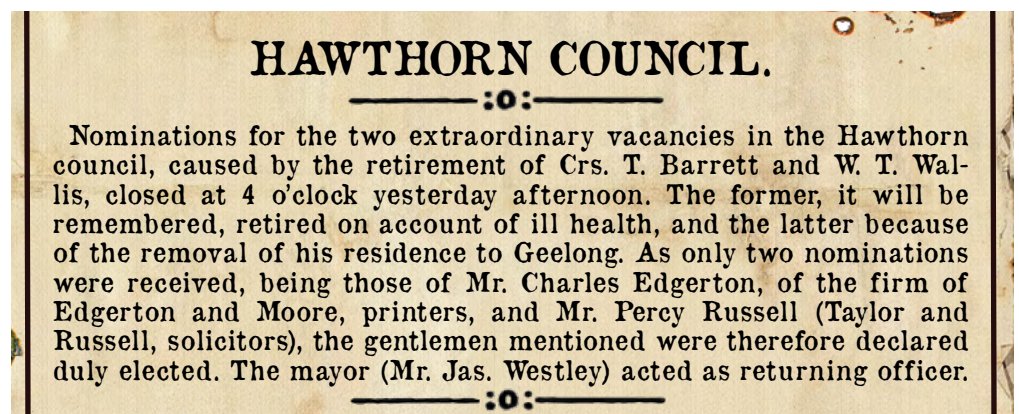 HAWTHORN COUNCIL.
Nominations for the two extraordinary vacancies in the Hawthorn
council, caused by the retirement of Crs. T. Barrett and W. T. Wal-
lis, closed at 4 o'clock yesterday afternoon. The former, it will be
remembered, retired on account of ill health, and the latter because
of the removal of his residence to Geelong. As only two nominations
were received, being those of Mr. Charles Edgerton, of the firm of
Edgerton and Moore, printers, and Mr. Percy Russell (Taylor and
Russell, solicitors), the gentlemen mentioned were therefore declared
duly elected. The mayor (Mr. Jas. Westley) acted as returning officer.